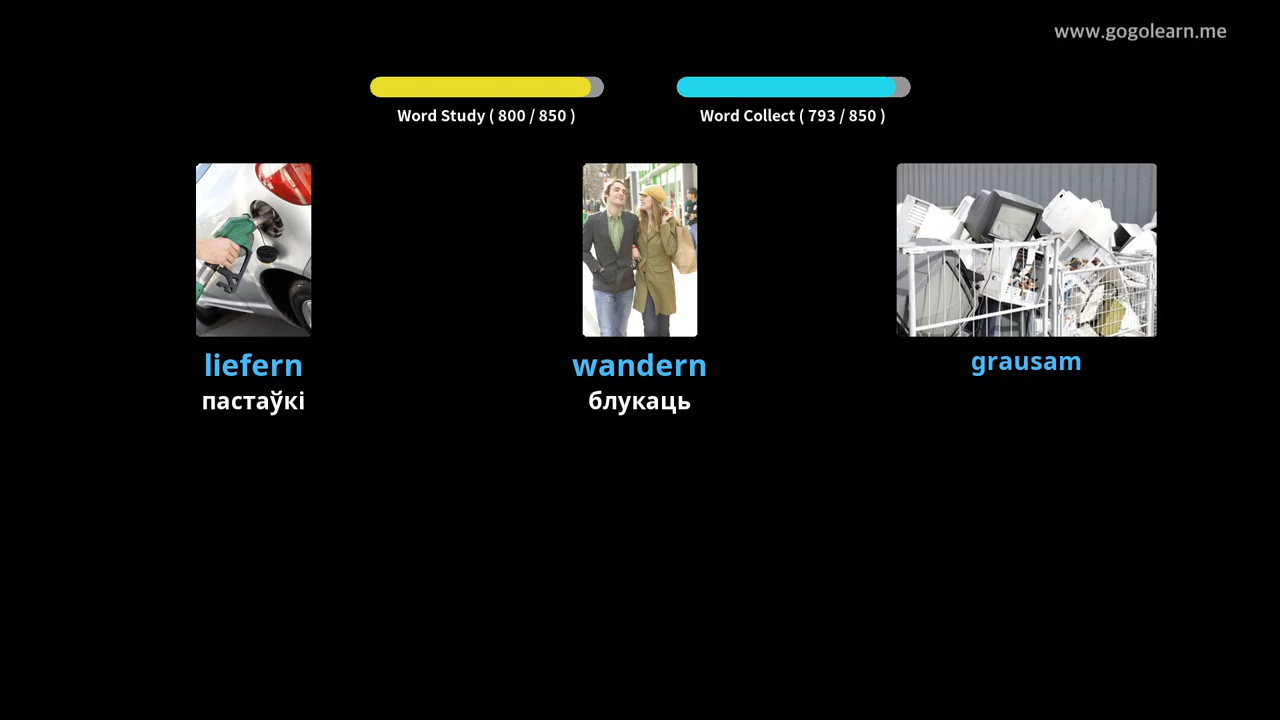 www.gogolearn.me
Word Study ( 800 / 850 )
Word Collect ( 793 / 850 )
liefern
пастаўкі
wandern
блукаць
grausam